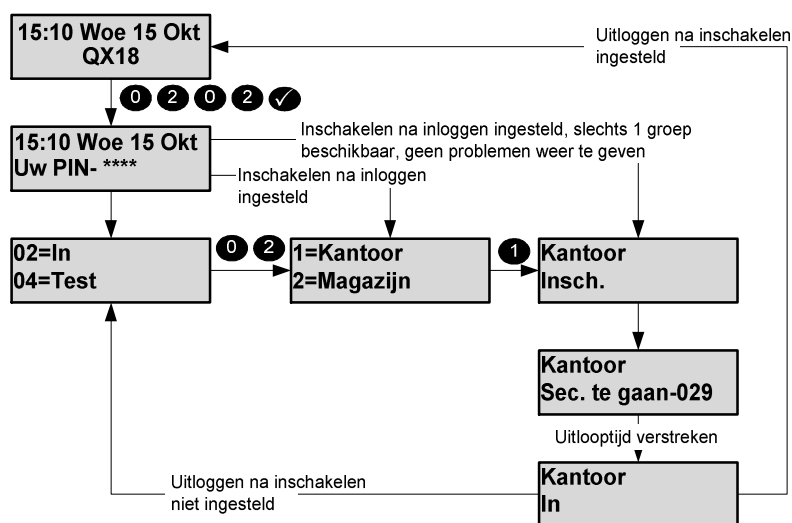 15:10 Woe 15 Okt
QX18
Uitloggen na inschakelen
ingesteld
0 2 0 2 ✓
15:10 Woe 15 Okt
Uw PIN- ****
Inschakelen na inloggen ingesteld, slechts 1 groep
beschikbaar, geen problemen weer te geven
Inschakelen na inloggen
ingesteld
02=In
04=Test
0 2
1=Kantoor
2=Magazijn
1
Kantoor
Insch.
Kantoor
Sec. te gaan-029
Uitlooptijd verstreken
Uitloggen na inschakelen
niet ingesteld
Kantoor
In